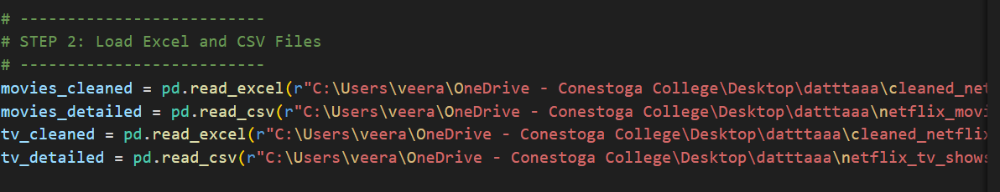 # --------------------------
# STEP 2: Load Excel and CSV Files
# --------------------------
movies_cleaned = pd.read_excel(r"C:\Users\veera\OneDrive - Conestoga College\Desktop\datttaaa\cleaned_net
movies_detailed = pd.read_csv(r"C:\Users\veera\OneDrive - Conestoga College\Desktop\datttaaa\netflix_movi
tv_cleaned = pd.read_excel(r"C:\Users\veera\OneDrive - Conestoga College\Desktop\datttaaa\cleaned_netflix
tv_detailed = pd.read_csv(r"C:\Users\veera\OneDrive - Conestoga College\Desktop\datttaaa\netflix_tv_shows